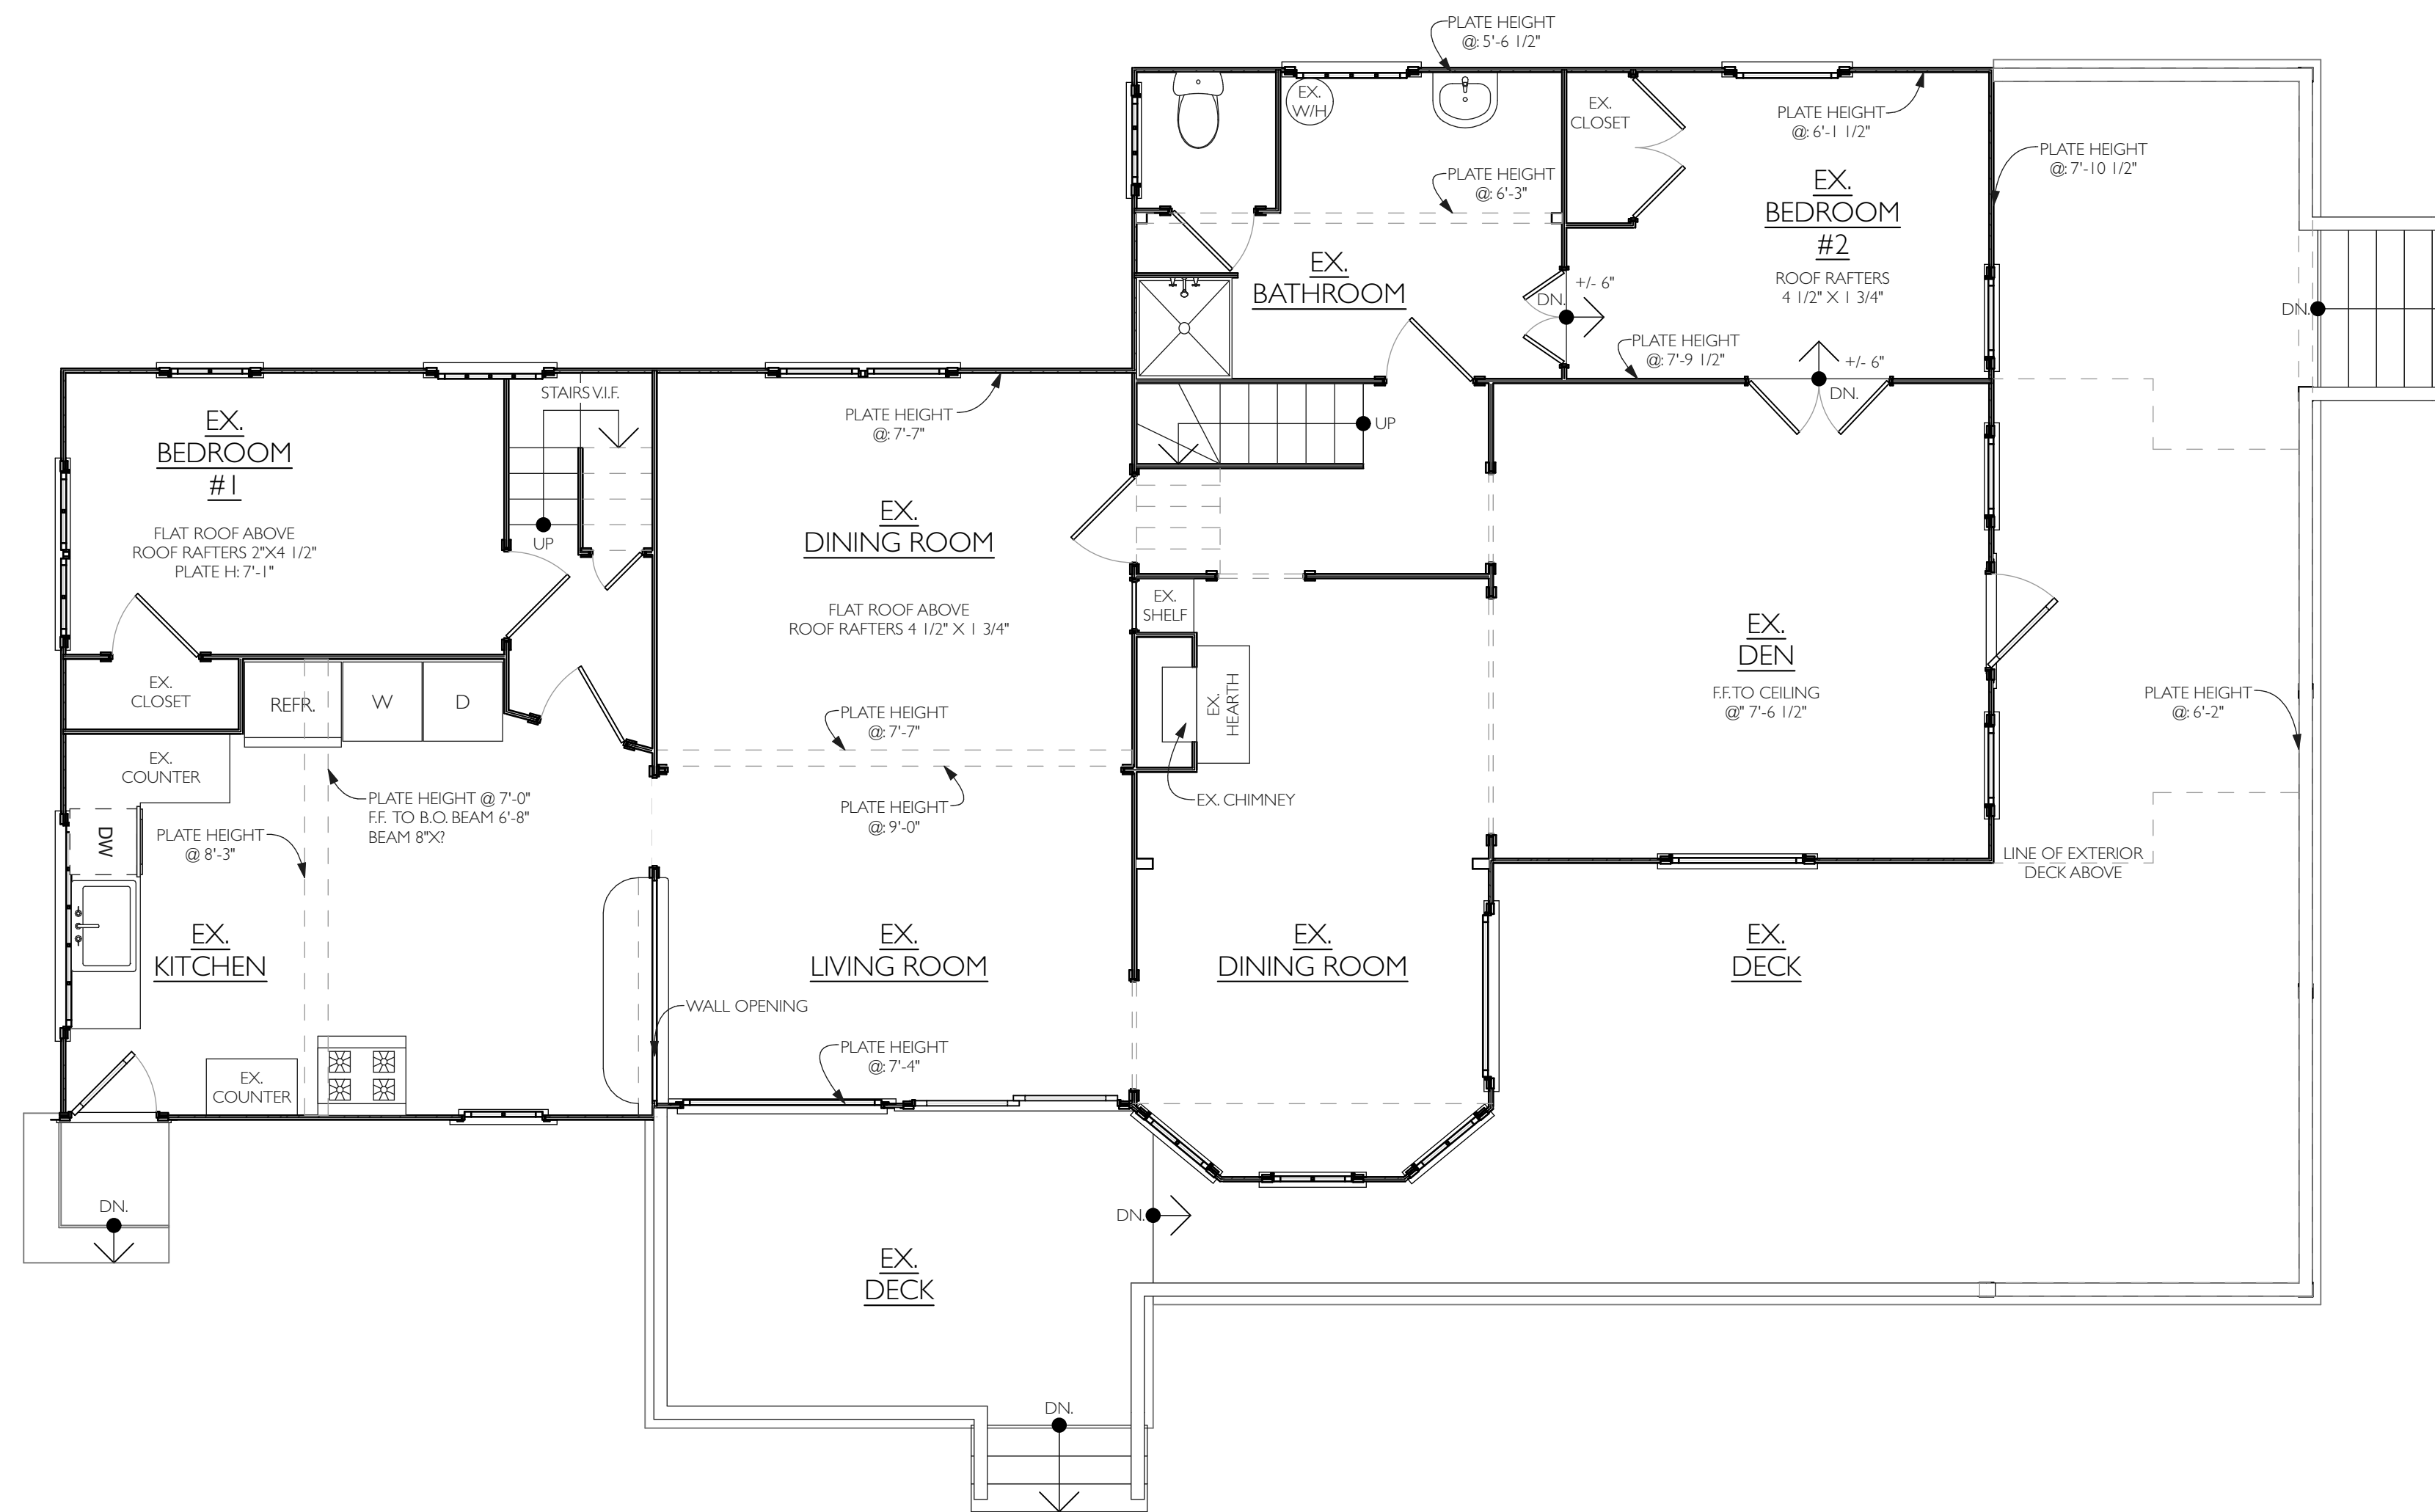 PLATE HEIGHT
@: 5'-6 1/2"
EX.
W/H
EX.
CLOSET
PLATE HEIGHT
@: 6'-1 1/2"
PLATE HEIGHT
@: 7'-10 1/2"
PLATE HEIGHT
@: 6'-3"
EX.
BEDROOM
#2
ROOF RAFTERS
4 1/2" X 1 3/4"
EX.
BATHROOM
+/- 6"
DN.
DN.
PLATE HEIGHT
@: 7'-9 1/2"
+/- 6"
DN.
STAIRS V.I.F.
UP
EX.
BEDROOM
#1
FLAT ROOF ABOVE
ROOF RAFTERS 2"X4 1/2"
PLATE H: 7'-1"
PLATE HEIGHT
@: 7'-7"
UP
EX.
DINING ROOM
FLAT ROOF ABOVE
ROOF RAFTERS 4 1/2" X 1 3/4"
EX.
SHELF
EX.
HEARTH
EX. CHIMNEY
EX.
DEN
F.F.TO CEILING
@" 7'-6 1/2"
PLATE HEIGHT
@: 6'-2"
EX.
CLOSET
REFR.
W
D
EX.
COUNTER
DW
PLATE HEIGHT
@ 8'-3"
PLATE HEIGHT @ 7'-0"
F.F. TO B.O. BEAM 6'-8"
BEAM 8"X?
PLATE HEIGHT
@: 7'-7"
PLATE HEIGHT
@: 9'-0"
LINE OF EXTERIOR
DECK ABOVE
EX.
KITCHEN
EX.
LIVING ROOM
EX.
DINING ROOM
EX.
DECK
WALL OPENING
PLATE HEIGHT
@: 7'-4"
EX.
COUNTER
DN.
DN.
EX.
DECK
DN.